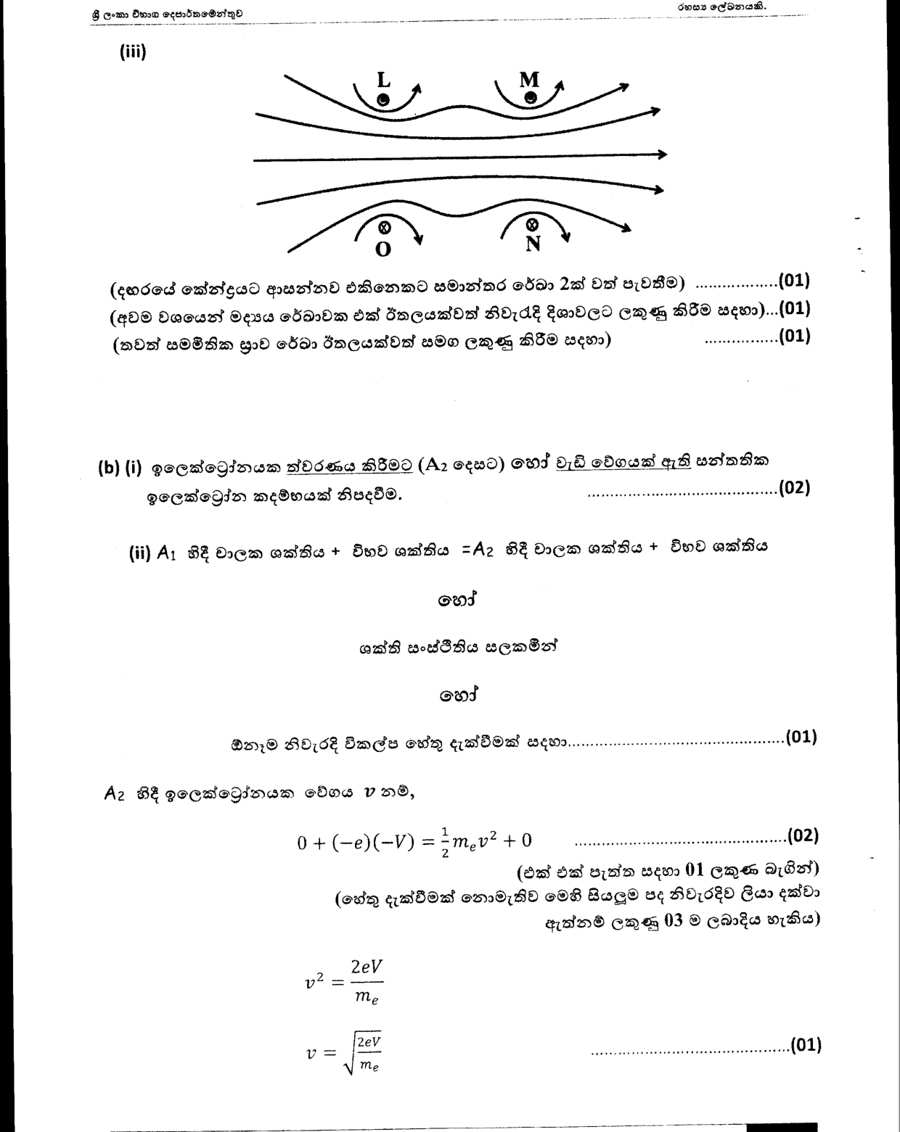 ශ්‍රී ලංකා විභාග දෙපාර්තමේන්තුව
රහස්‍ය ලේඛනයකි.
(iii)
L M
O N
(දඟරයේ කේන්ද්‍රයට ආසන්නව එකිනෙකට සමාන්තර රේඛා 2ක් වත් පැවතීම) ..................(01)
(අවම වශයෙන් මද්‍යය රේඛාවක එක් ඊතලයක්වත් නිවැරැදි දිශාවලට ලකුණු කිරීම සඳහා)...(01)
(තවත් සමමිතික ස්‍රාව රේඛා ඊතලයක්වත් සමග ලකුණු කිරීම සඳහා) ................(01)
(b) (i) ඉලෙක්ට්‍රෝනයක ත්වරණය කිරීමට (A₂ දෙසට) හෝ වැඩි වේගයක් ඇති සන්තතික
ඉලෙක්ට්‍රෝන කදම්භයක් නිපදවීම. .........................................(02)
(ii) A₁ හිදී චාලක ශක්තිය + විභව ශක්තිය = A₂ හිදී චාලක ශක්තිය + විභව ශක්තිය
හෝ
ශක්ති සංස්ථිතිය සලකමින්
හෝ
ඕනෑම නිවැරදි විකල්ප හේතු දැක්වීමක් සඳහා...............................................(01)
A₂ හිදී ඉලෙක්ට්‍රෝනයක වේගය v නම්,
0 + (−e)(−V) = 1/2 mₑv² + 0 ..............................................(02)
(එක් එක් පැත්ත සඳහා 01 ලකුණ බැගින්)
(හේතු දැක්වීමක් නොමැතිව මෙහි සියලූම පද නිවැරදිව ලියා දක්වා
ඇත්නම් ලකුණු 03 ම ලබාදිය හැකිය)
v² = 2eV/mₑ
v = √(2eV/mₑ) ...........................................(01)